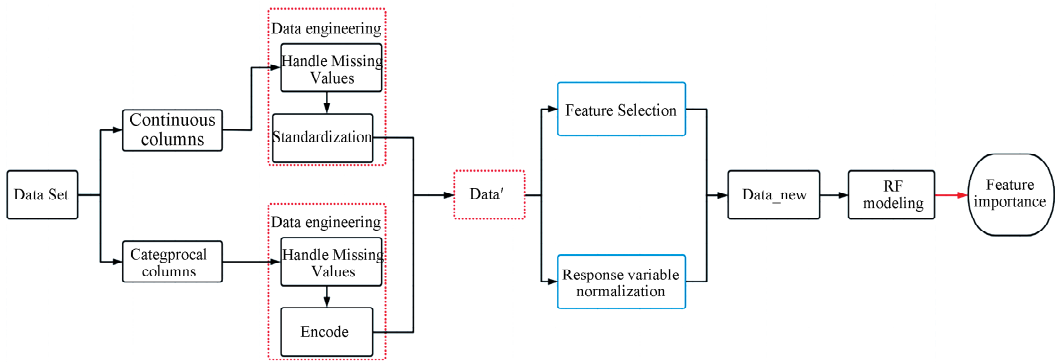 Data Set
Continuous
columns
Categprocal
columns
Data engineering
Handle Missing
Values
Standardization
Data engineering
Handle Missing
Values
Encode
Data'
Feature Selection
Response variable
normalization
Data_new
RF
modeling
Feature
importance